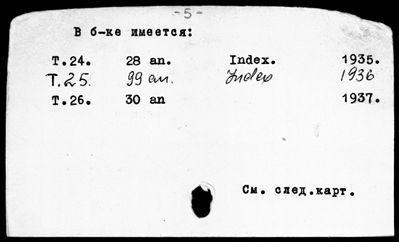 -5-
В б-ке имеется:
Т.24. 28 an. Index. 1935.
Т.25. 99 an. Index 1936
Т.26. 30 an 1937.
См. след.карт.